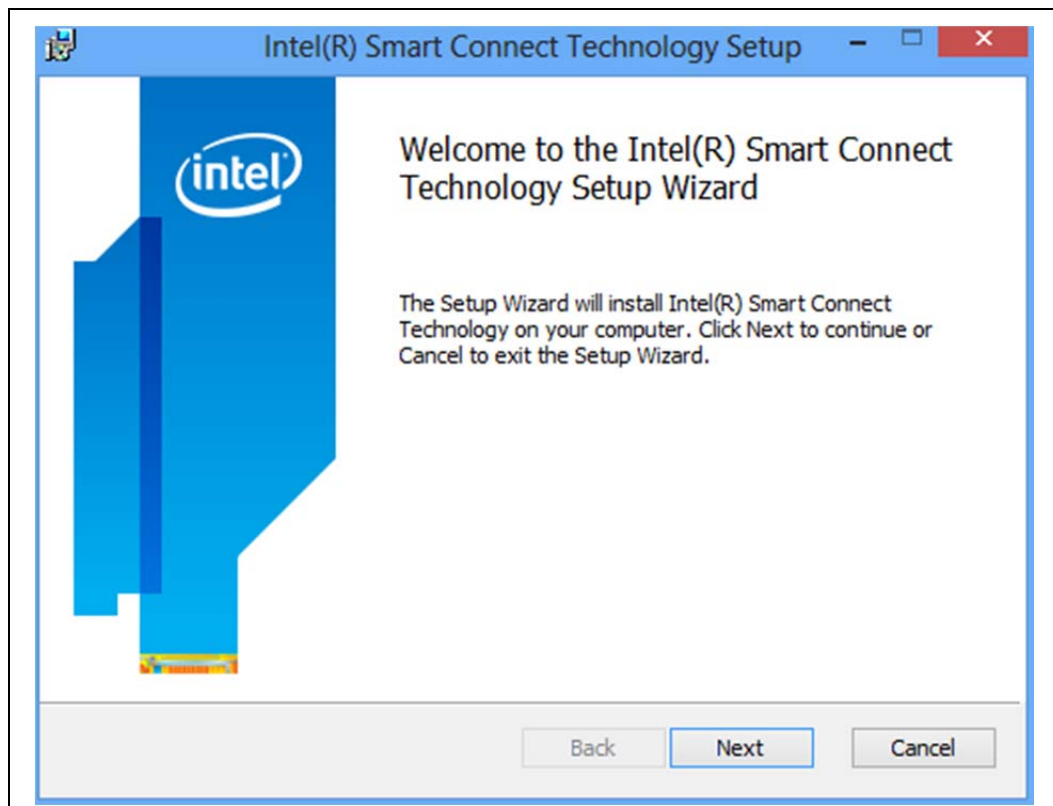 Intel(R) Smart Connect Technology Setup
intel
Welcome to the Intel(R) Smart Connect
Technology Setup Wizard
The Setup Wizard will install Intel(R) Smart Connect
Technology on your computer. Click Next to continue or
Cancel to exit the Setup Wizard.
Back Next Cancel